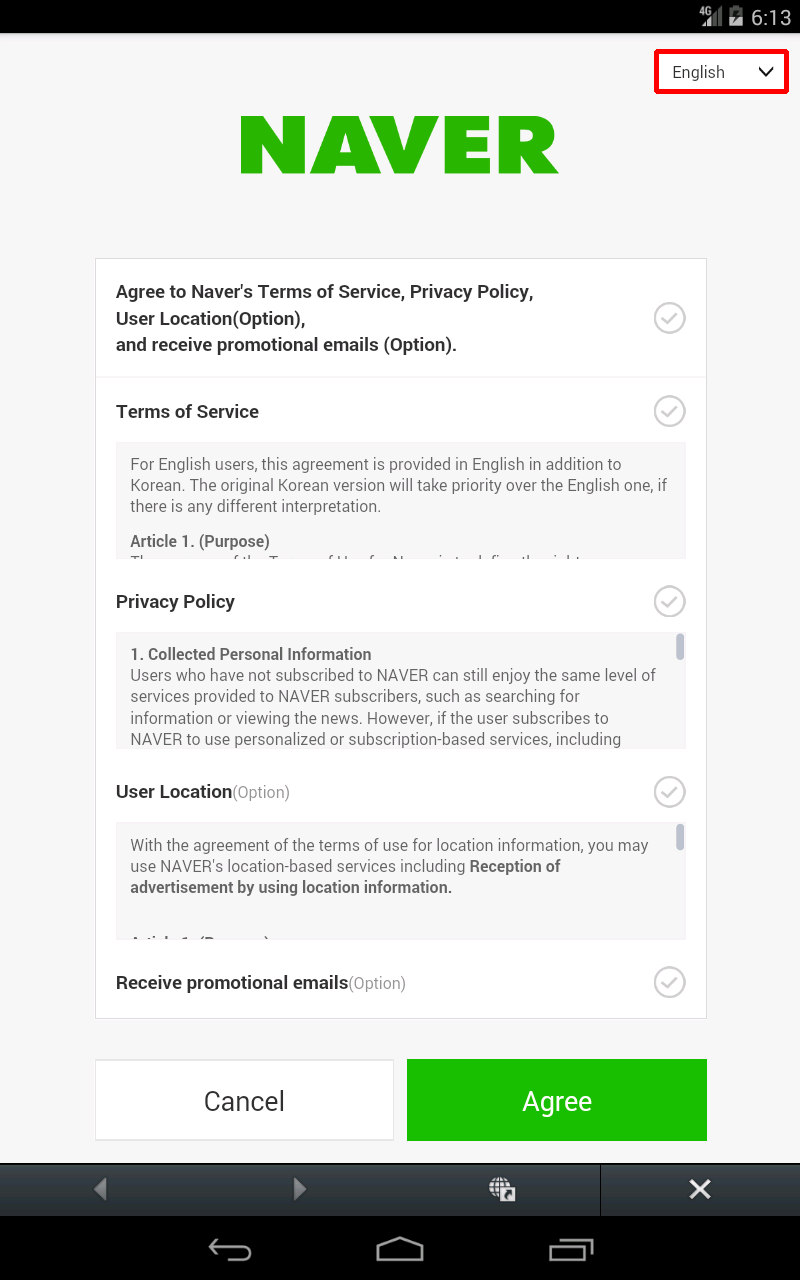 4G 6:13
English
NAVER
Agree to Naver's Terms of Service, Privacy Policy,
User Location(Option),
and receive promotional emails (Option).
Terms of Service
For English users, this agreement is provided in English in addition to
Korean. The original Korean version will take priority over the English one, if
there is any different interpretation.
Article 1. (Purpose)
Privacy Policy
1. Collected Personal Information
Users who have not subscribed to NAVER can still enjoy the same level of
services provided to NAVER subscribers, such as searching for
information or viewing the news. However, if the user subscribes to
NAVER to use personalized or subscription-based services, including
User Location(Option)
With the agreement of the terms of use for location information, you may
use NAVER's location-based services including Reception of
advertisement by using location information.
Receive promotional emails(Option)
Cancel
Agree